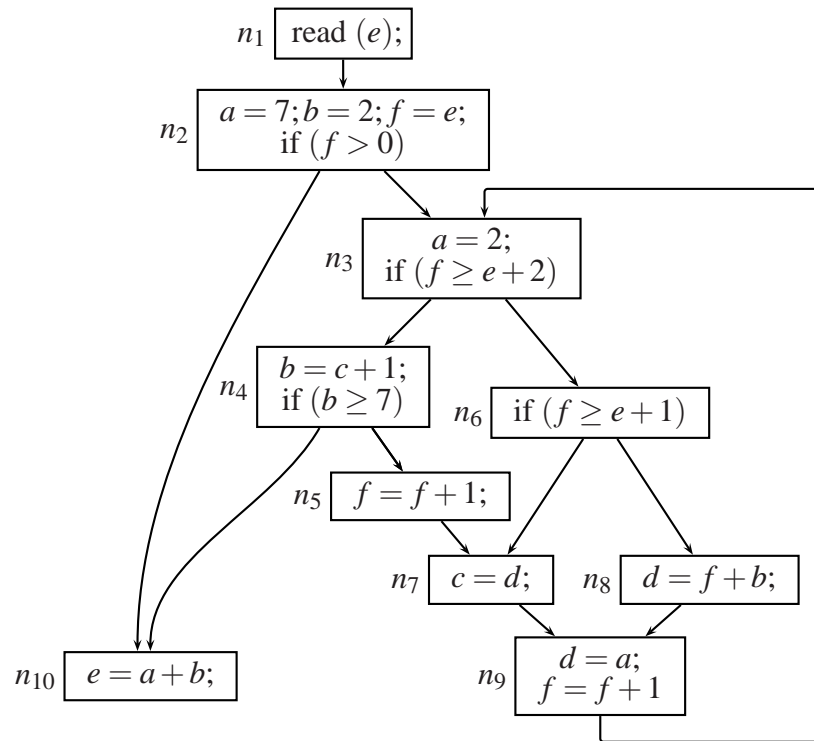 n₁ read (e);
n₂ a = 7; b = 2; f = e;
if (f > 0)
n₃ a = 2;
if (f ≥ e + 2)
n₄ b = c + 1;
if (b ≥ 7)
n₆ if (f ≥ e + 1)
n₅ f = f + 1;
n₇ c = d;
n₈ d = f + b;
n₁₀ e = a + b;
n₉ d = a;
f = f + 1